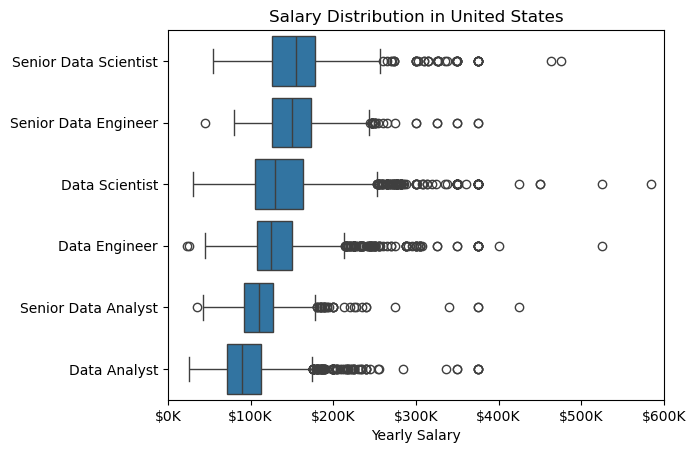 Salary Distribution in United States
Senior Data Scientist
Senior Data Engineer
Data Scientist
Data Engineer
Senior Data Analyst
Data Analyst
$0K $100K $200K $300K $400K $500K $600K
Yearly Salary